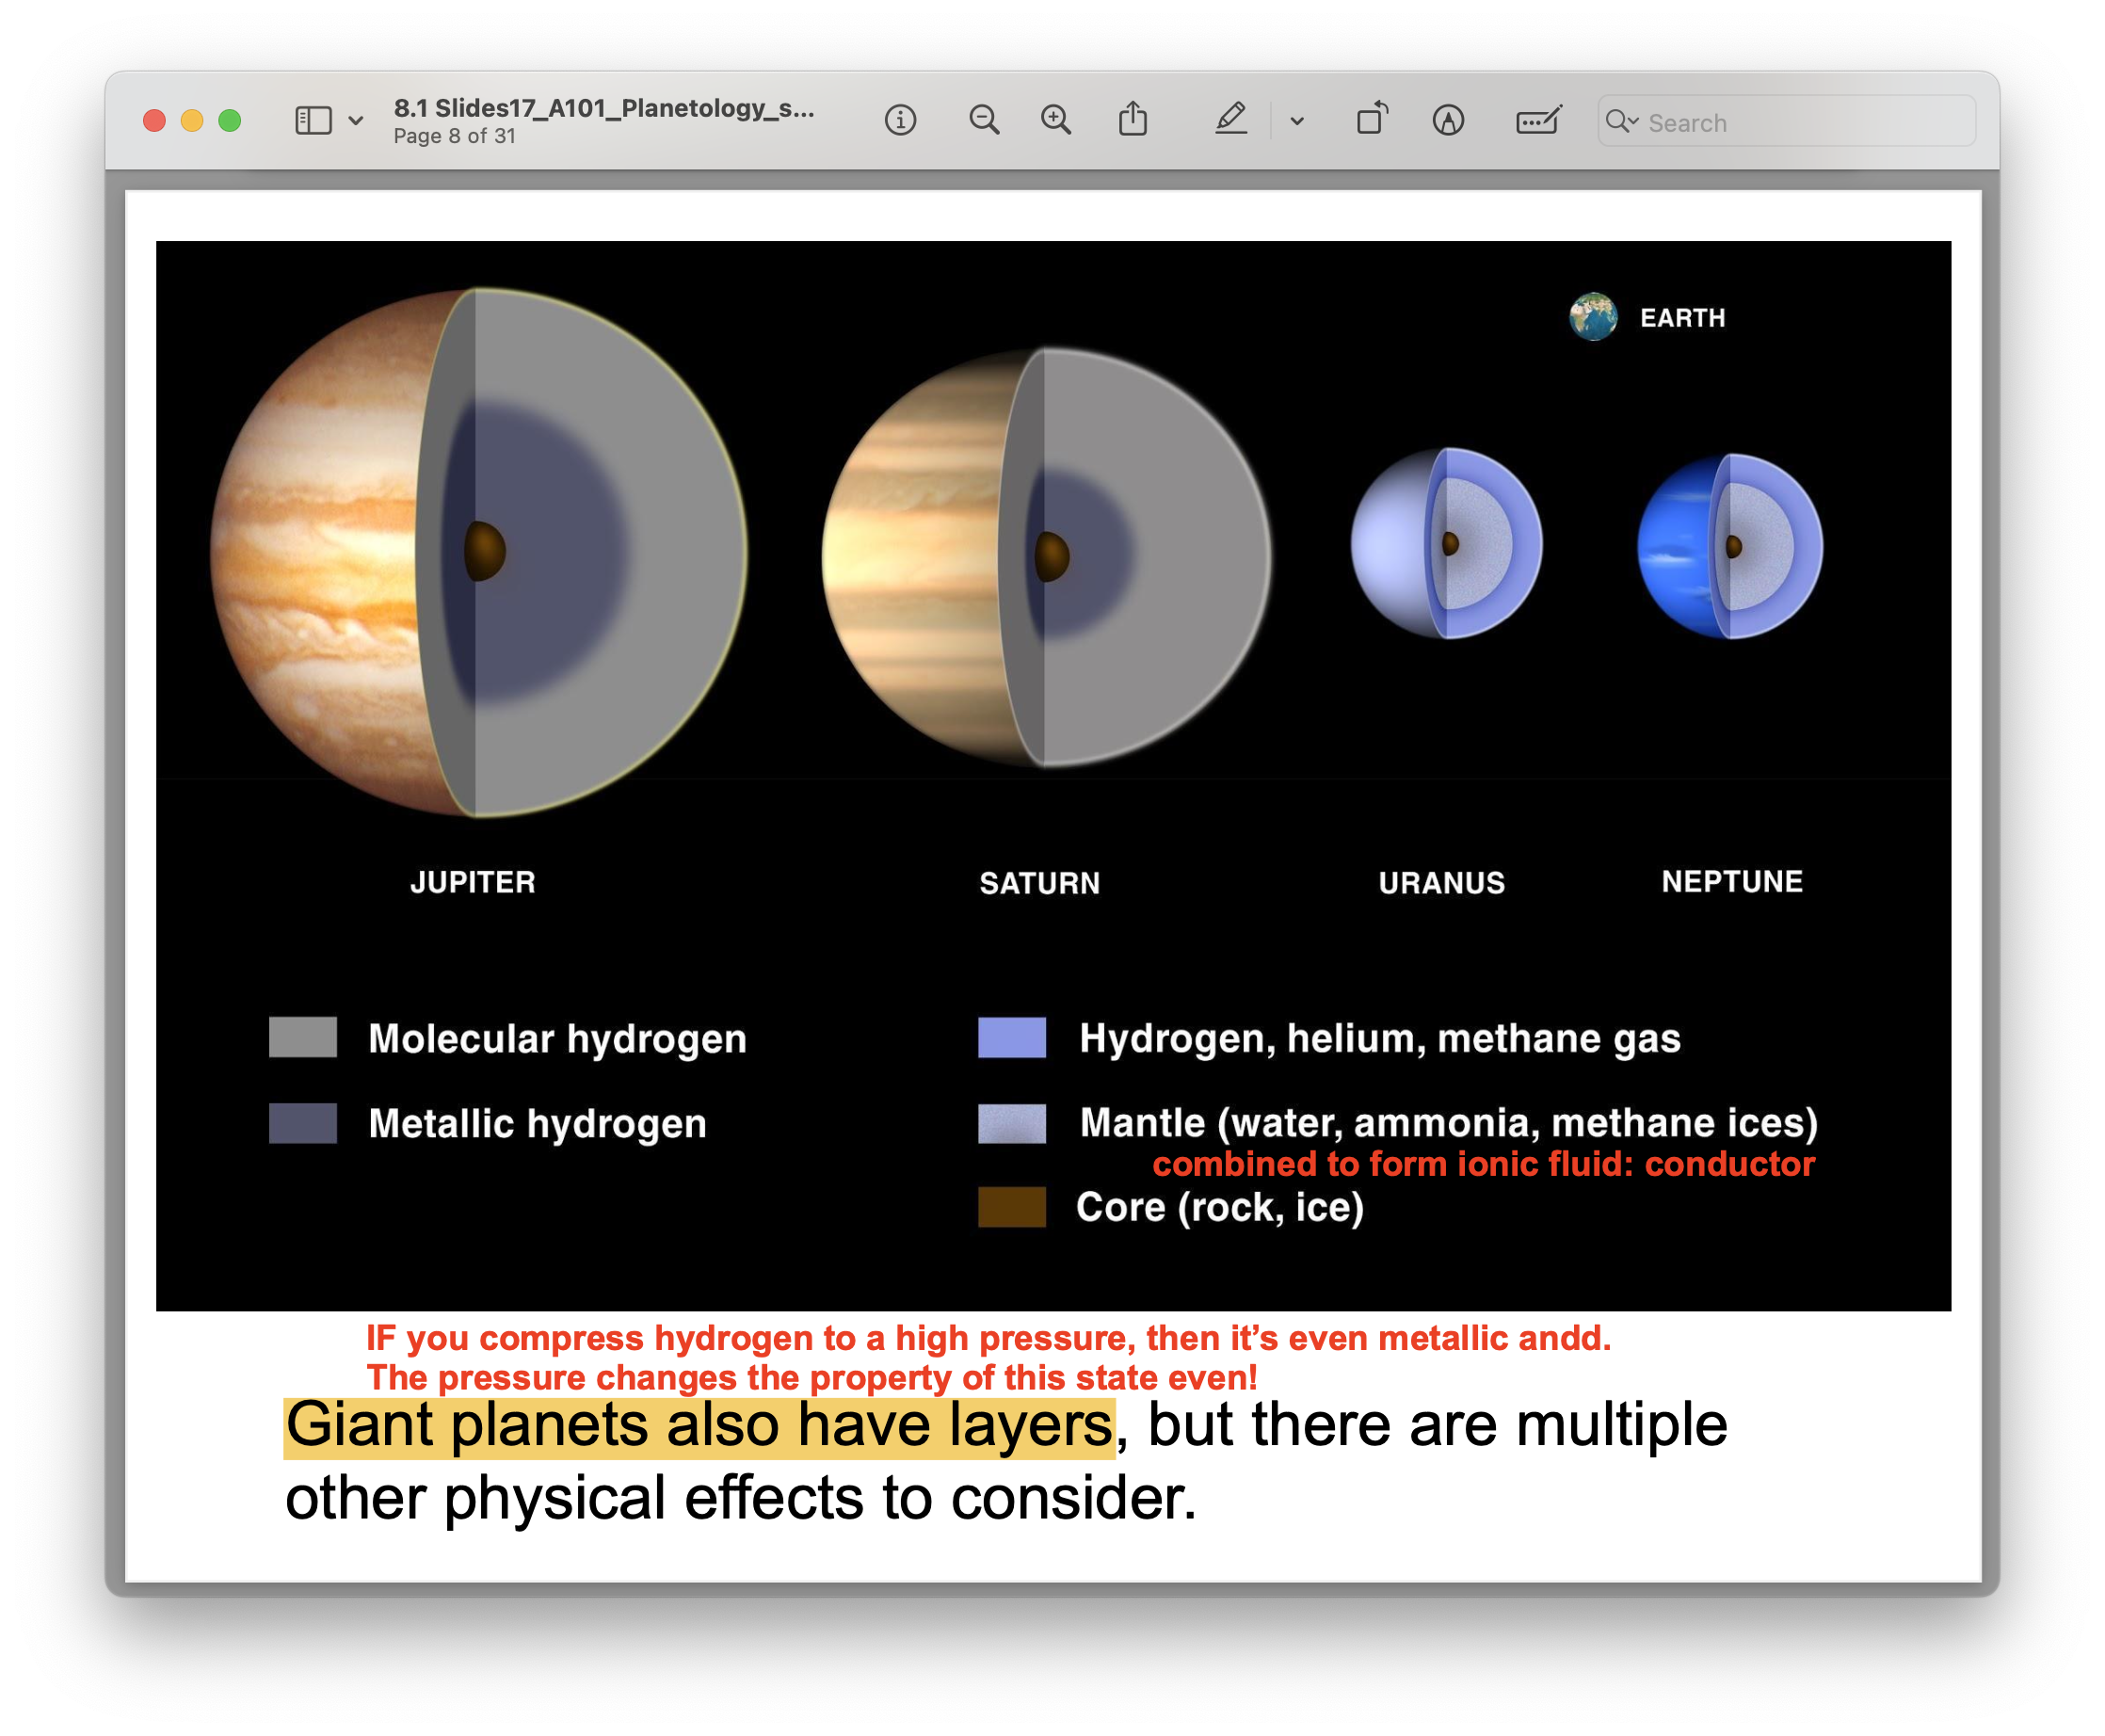 8.1 Slides17_A101_Planetology_s...
Page 8 of 31
Search
EARTH
JUPITER
SATURN
URANUS
NEPTUNE
Molecular hydrogen
Metallic hydrogen
Hydrogen, helium, methane gas
Mantle (water, ammonia, methane ices)
combined to form ionic fluid: conductor
Core (rock, ice)
IF you compress hydrogen to a high pressure, then it’s even metallic andd.
The pressure changes the property of this state even!
Giant planets also have layers, but there are multiple
other physical effects to consider.